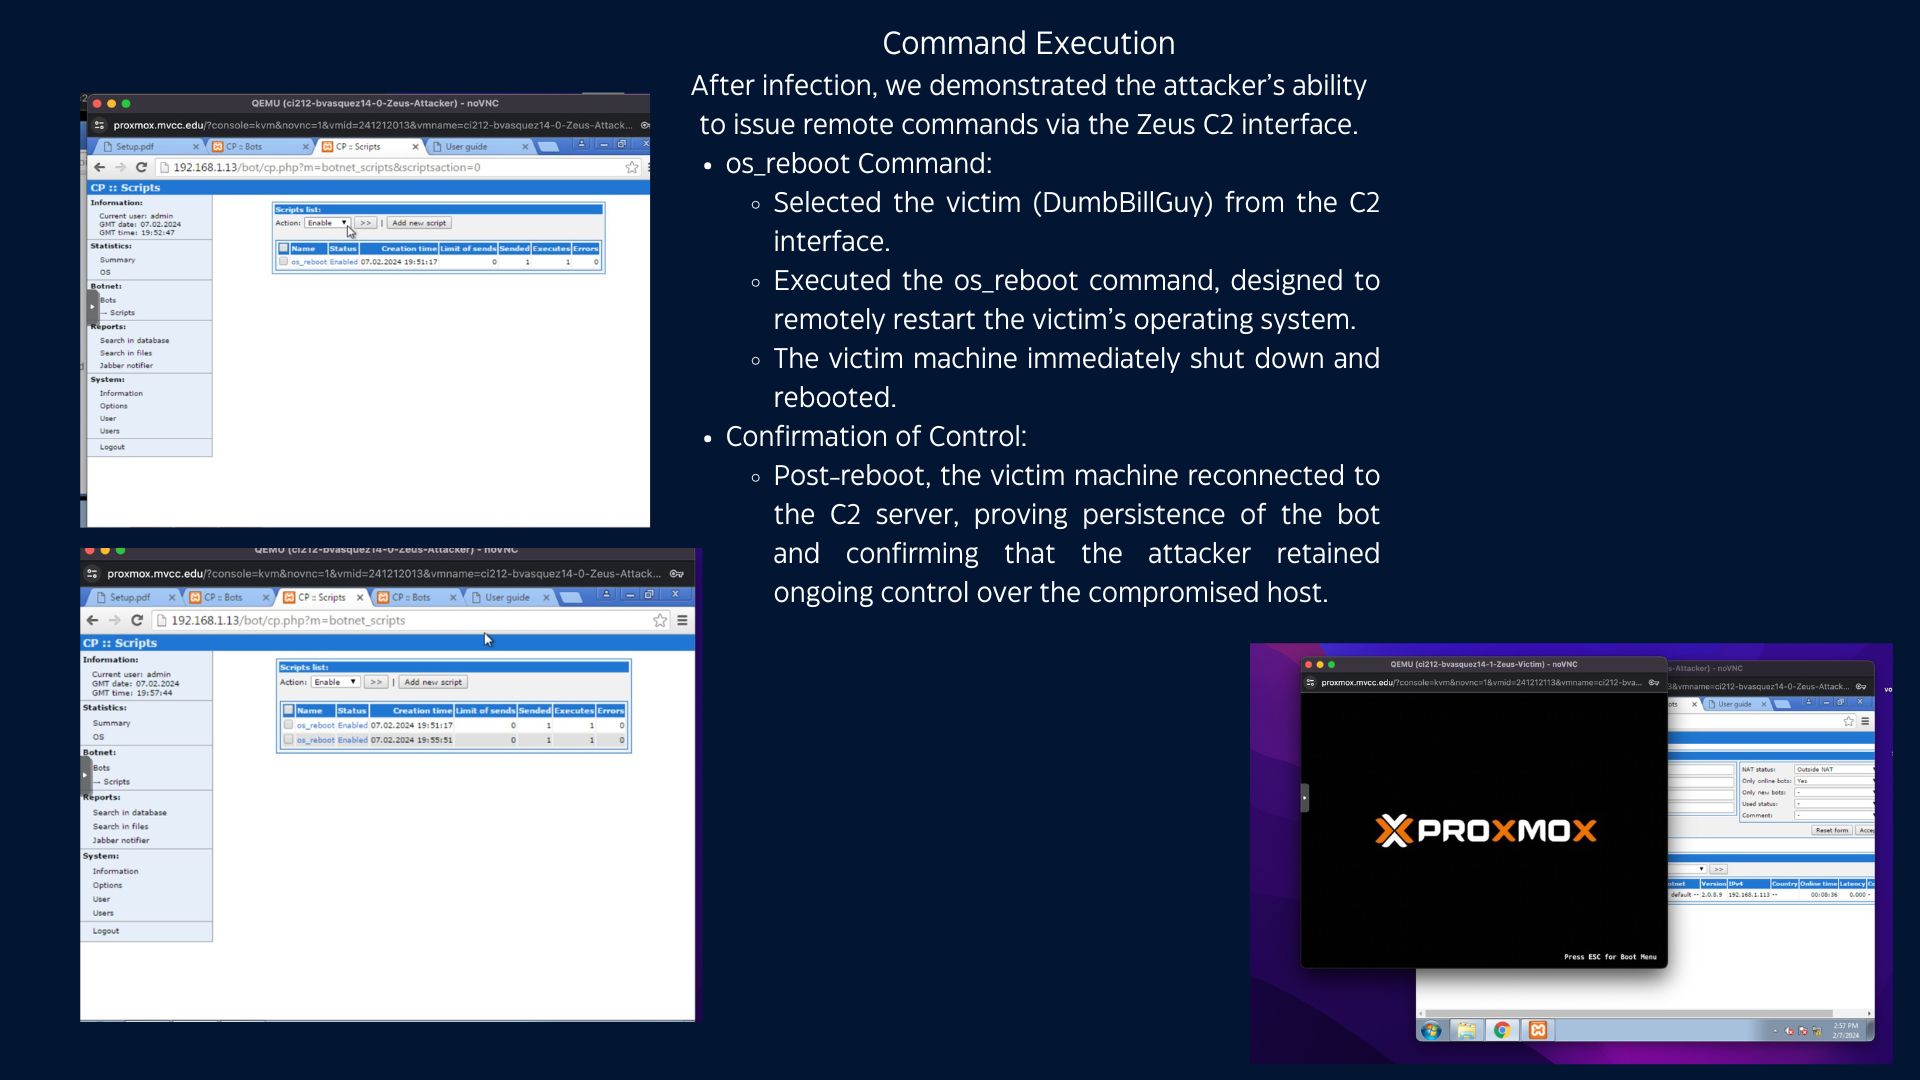 Command Execution
After infection, we demonstrated the attacker's ability
to issue remote commands via the Zeus C2 interface.
• os_reboot Command:
◦ Selected the victim (DumbBillGuy) from the C2
interface.
◦ Executed the os_reboot command, designed to
remotely restart the victim's operating system.
◦ The victim machine immediately shut down and
rebooted.
• Confirmation of Control:
◦ Post-reboot, the victim machine reconnected to
the C2 server, proving persistence of the bot
and confirming that the attacker retained
ongoing control over the compromised host.
QEMU (ci212-bvasquez14-0-Zeus-Attacker) - noVNC
proxmox.mvcc.edu/?console=kvm&novnc=1&vmid=241212013&vmname=ci212-bvasquez14-0-Zeus-Attack...
Setup.pdf CP :: Bots CP :: Scripts User guide
192.168.1.13/bot/cp.php?m=botnet_scripts&scriptsaction=0
CP :: Scripts
Information:
Current user: admin
GMT date: 07.02.2024
GMT time: 19:52:47
Statistics:
Summary
OS
Botnet:
Bots
→ Scripts
Reports:
Search in database
Search in files
Jabber notifier
System:
Information
Options
User
Users
Logout
Scripts list:
Action: Enable >> | Add new script
Name Status Creation time Limit of sends Sended Executes Errors
os_reboot Enabled 07.02.2024 19:51:17 0 1 1 0
QEMU (ci212-bvasquez14-0-Zeus-Attacker) - noVNC
proxmox.mvcc.edu/?console=kvm&novnc=1&vmid=241212013&vmname=ci212-bvasquez14-0-Zeus-Attack...
Setup.pdf CP :: Bots CP :: Scripts CP :: Bots User guide
192.168.1.13/bot/cp.php?m=botnet_scripts
CP :: Scripts
Information:
Current user: admin
GMT date: 07.02.2024
GMT time: 19:57:44
Statistics:
Summary
OS
Botnet:
Bots
→ Scripts
Reports:
Search in database
Search in files
Jabber notifier
System:
Information
Options
User
Users
Logout
Scripts list:
Action: Enable >> | Add new script
Name Status Creation time Limit of sends Sended Executes Errors
os_reboot Enabled 07.02.2024 19:51:17 0 1 1 0
os_reboot Enabled 07.02.2024 19:55:51 0 1 1 0
QEMU (ci212-bvasquez14-1-Zeus-Victim) - noVNC
proxmox.mvcc.edu/?console=kvm&novnc=1&vmid=241212113&vmname=ci212-bva...
PROXMOX
Press ESC for Boot Menu
s-Attacker) - noVNC
3&vmname=ci212-bvasquez14-0-Zeus-Attack...
ots User guide
NAT status: Outside NAT
Only online bots: Yes
Only new bots: -
Used status: -
Comment: -
Reset form Accep
>>
otnet Version IPv4 Country Online time Latency Co
default -- 2.0.8.9 192.168.1.113 -- 00:08:36 0.000 -
2:57 PM
2/7/2024